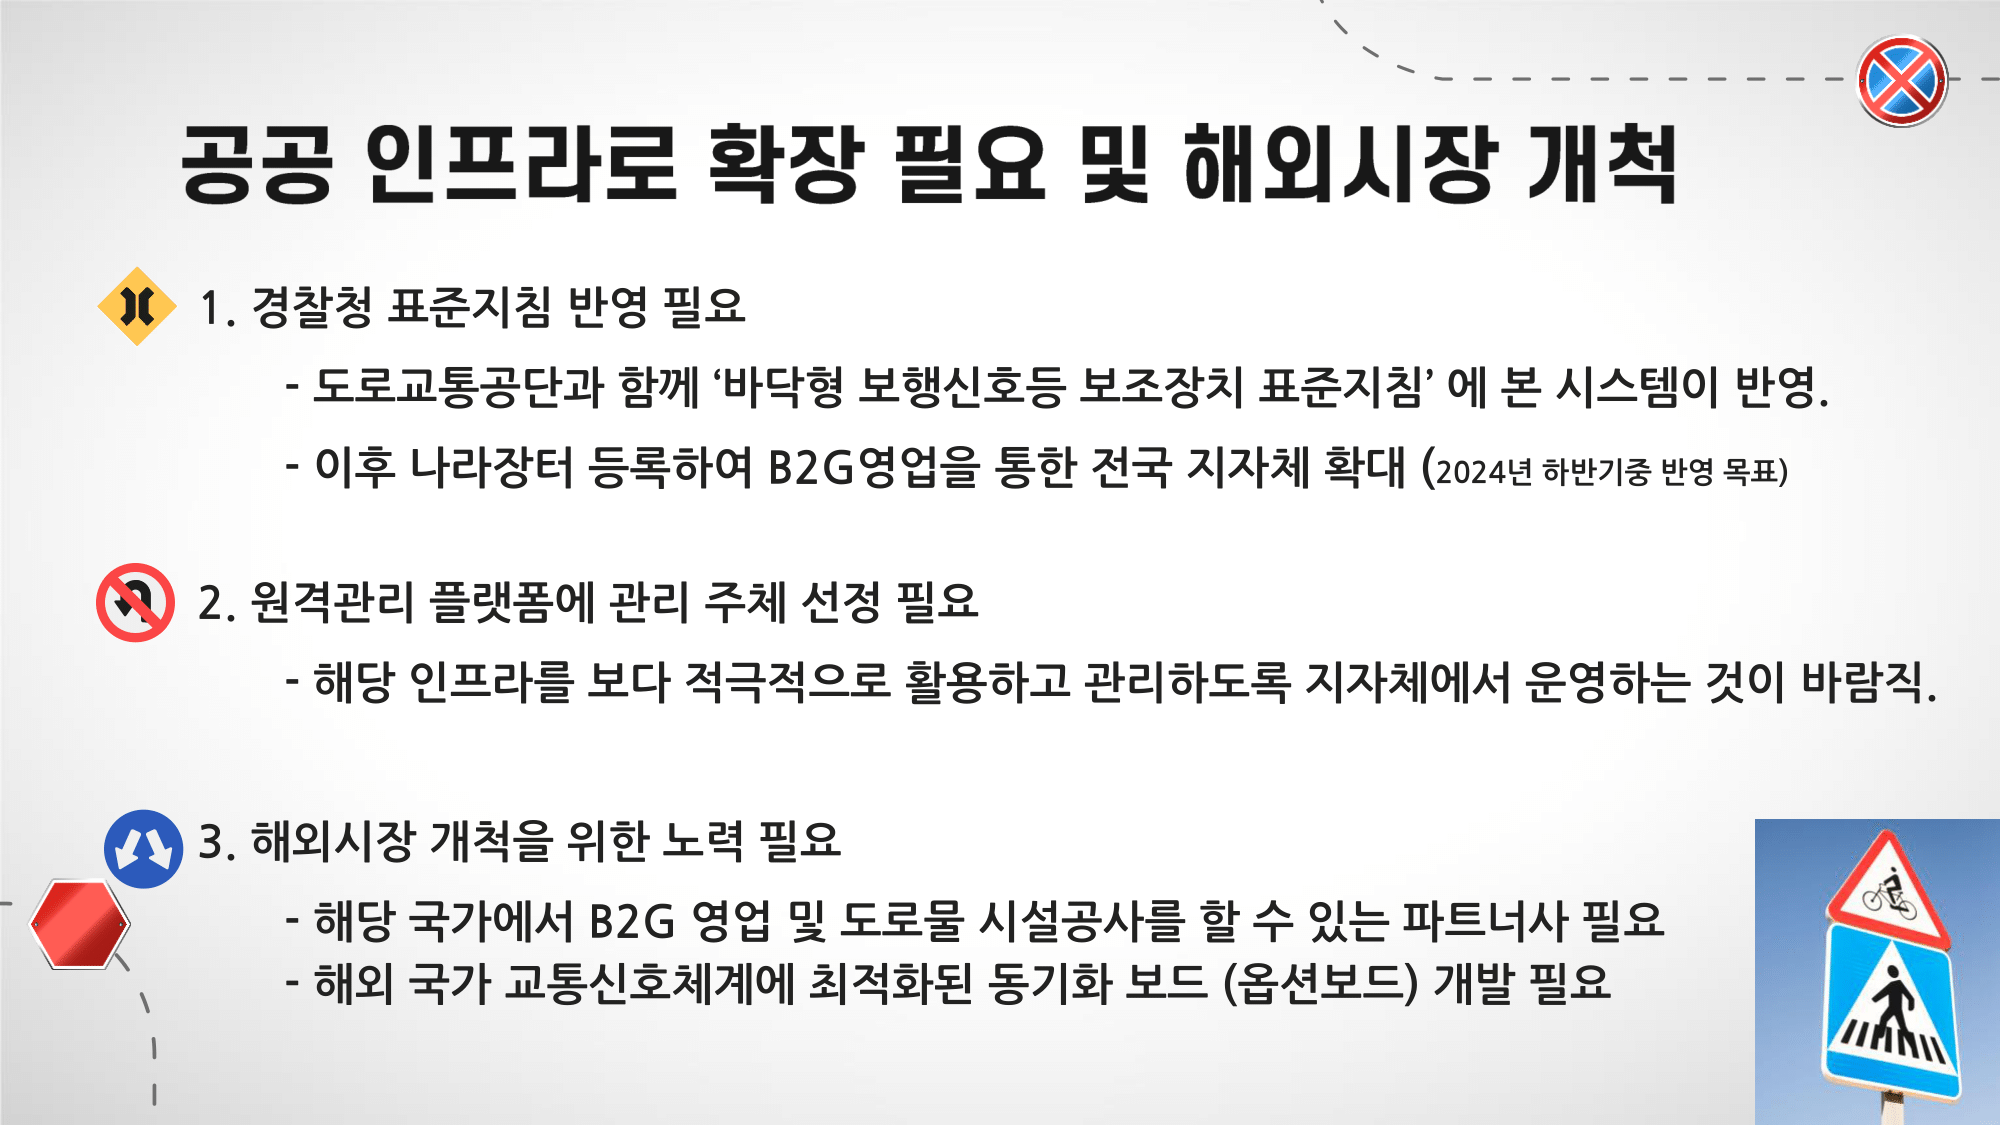 공공 인프라로 확장 필요 및 해외시장 개척
1. 경찰청 표준지침 반영 필요
- 도로교통공단과 함께 ‘바닥형 보행신호등 보조장치 표준지침’ 에 본 시스템이 반영.
- 이후 나라장터 등록하여 B2G영업을 통한 전국 지자체 확대 (2024년 하반기중 반영 목표)
2. 원격관리 플랫폼에 관리 주체 선정 필요
- 해당 인프라를 보다 적극적으로 활용하고 관리하도록 지자체에서 운영하는 것이 바람직.
3. 해외시장 개척을 위한 노력 필요
- 해당 국가에서 B2G 영업 및 도로물 시설공사를 할 수 있는 파트너사 필요
- 해외 국가 교통신호체계에 최적화된 동기화 보드 (옵션보드) 개발 필요